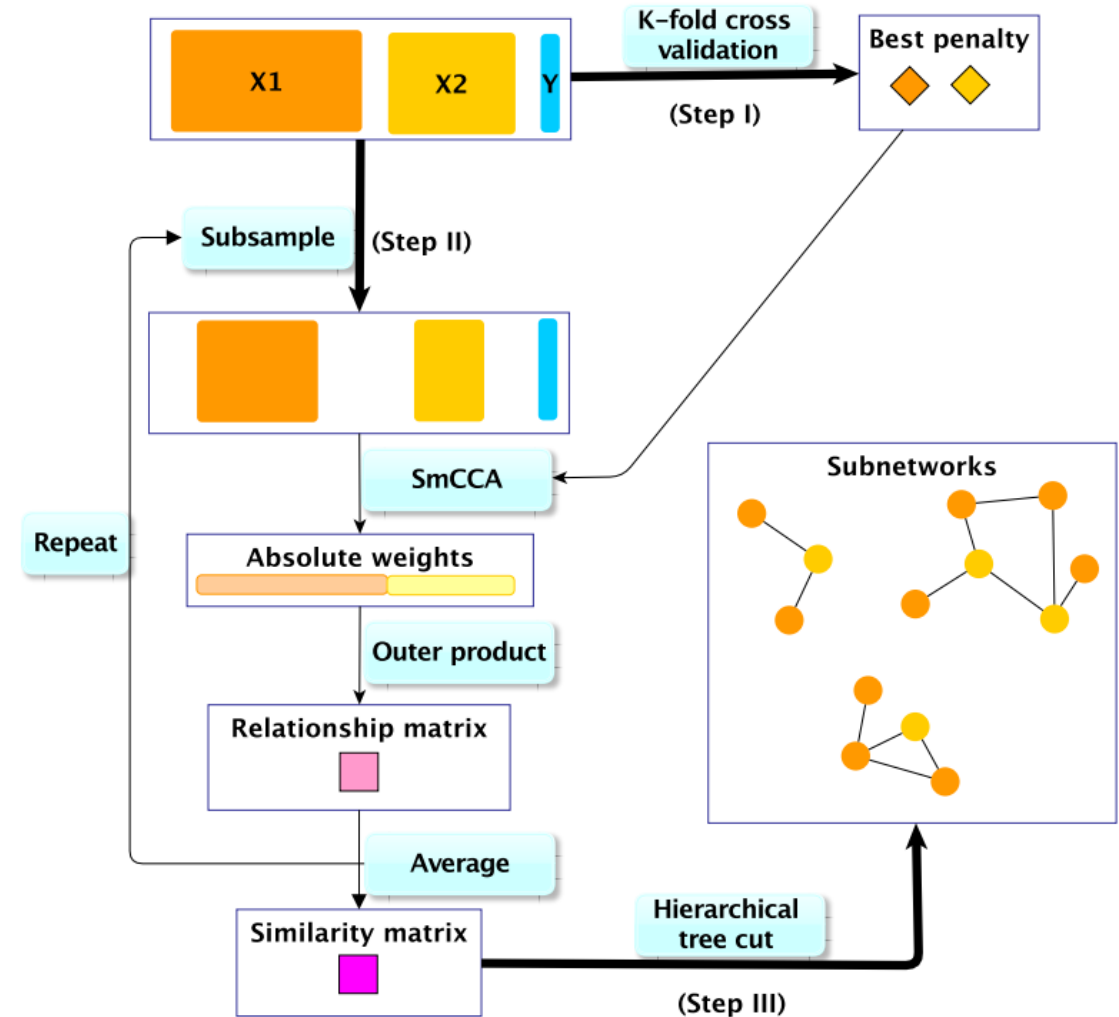 X1
X2
Y
K-fold cross
validation
(Step I)
Best penalty
Subsample
(Step II)
SmCCA
Repeat
Absolute weights
Outer product
Relationship matrix
Average
Similarity matrix
Hierarchical
tree cut
(Step III)
Subnetworks